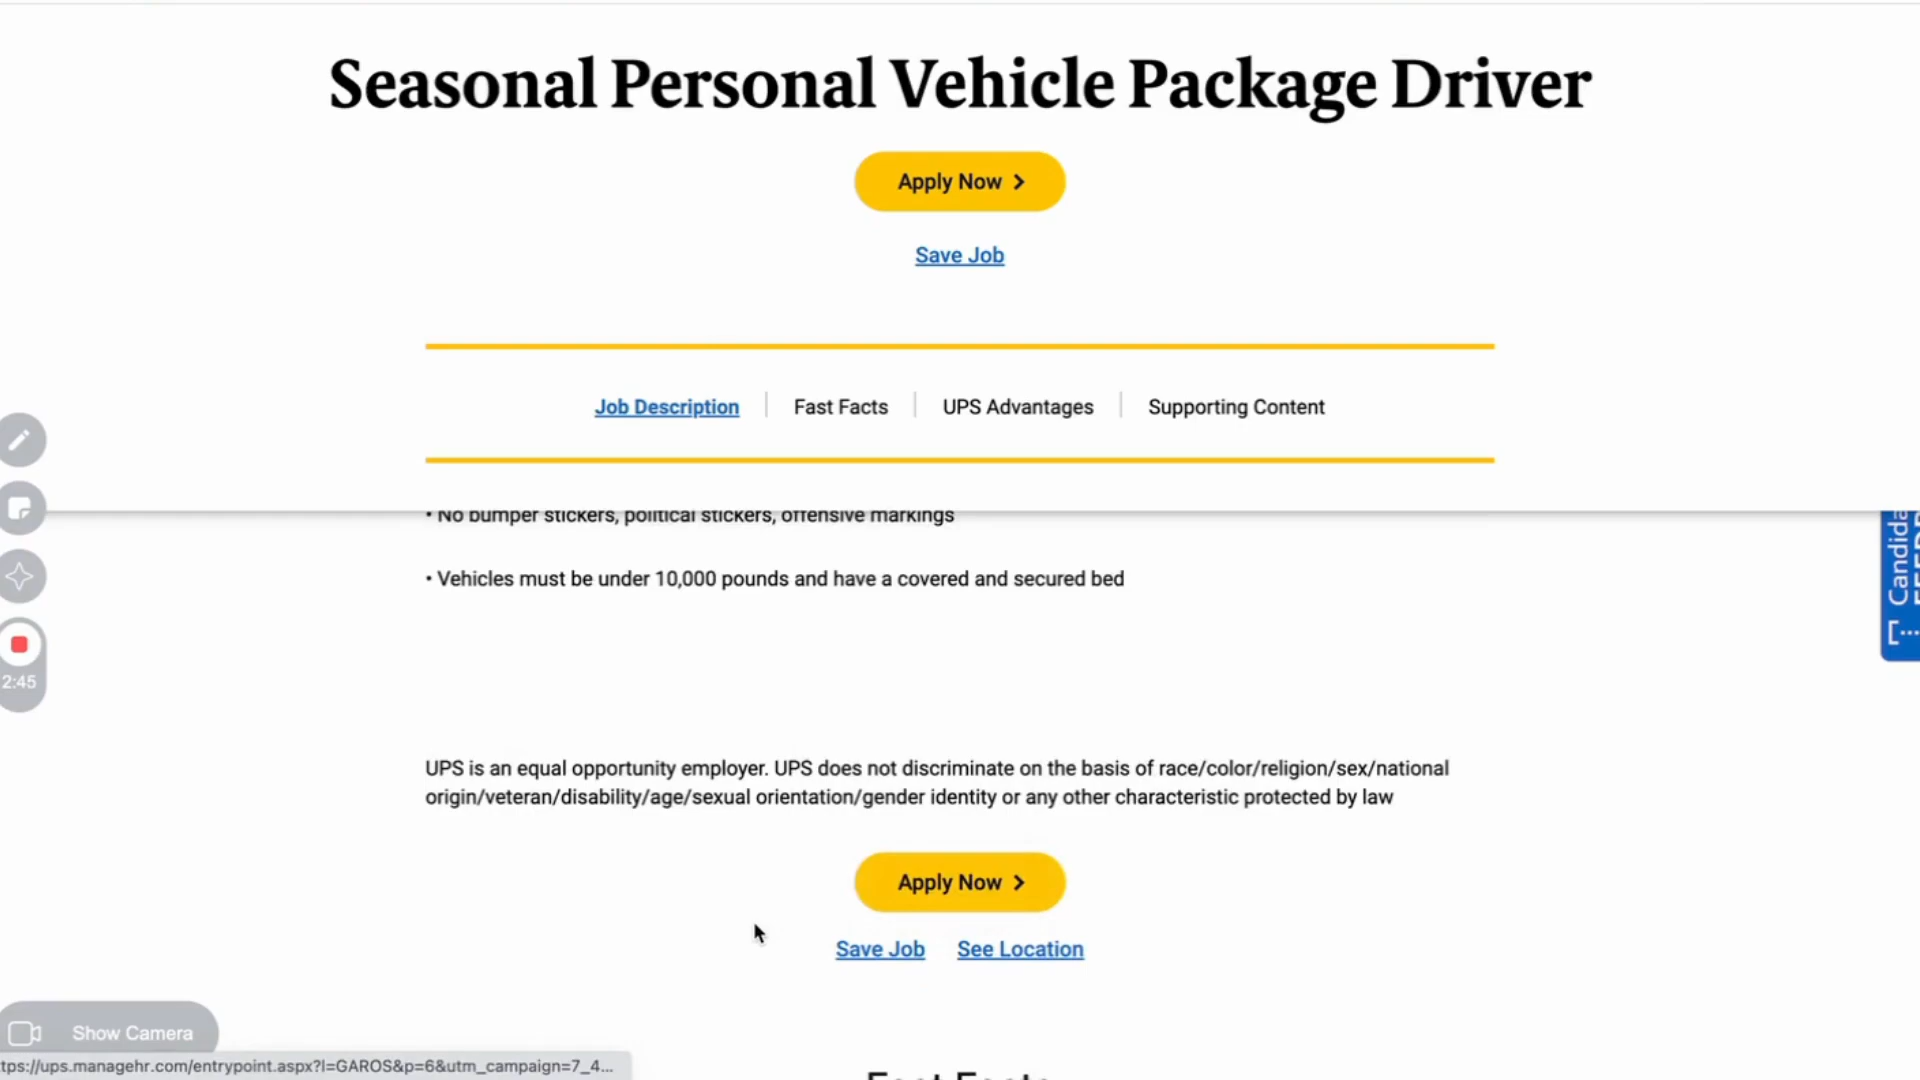 Seasonal Personal Vehicle Package Driver
Apply Now
Save Job
Job Description | Fast Facts | UPS Advantages | Supporting Content
• No bumper stickers, political stickers, offensive markings
• Vehicles must be under 10,000 pounds and have a covered and secured bed
Candida
2:45
UPS is an equal opportunity employer. UPS does not discriminate on the basis of race/color/religion/sex/national
origin/veteran/disability/age/sexual orientation/gender identity or any other characteristic protected by law
Apply Now
Save Job See Location
Show Camera
tps://ups.managehr.com/entrypoint.aspx?l=GAROS&p=6&utm_campaign=7_4...
Fast Facts